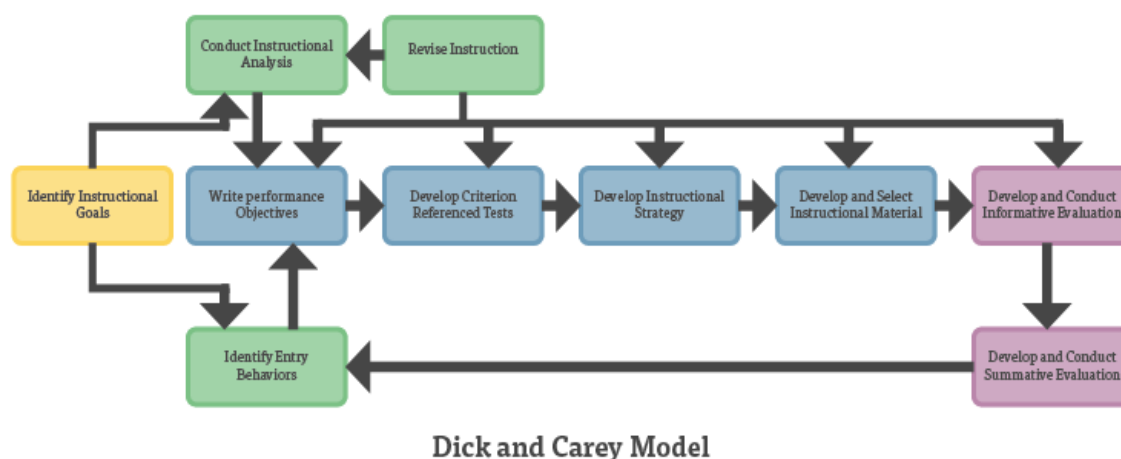 Conduct Instructional
Analysis
Revise Instruction
Identify Instructional
Goals
Write performance
Objectives
Develop Criterion
Referenced Tests
Develop Instructional
Strategy
Develop and Select
Instructional Material
Develop and Conduct
Informative Evaluation
Identify Entry
Behaviors
Develop and Conduct
Summative Evaluation
Dick and Carey Model